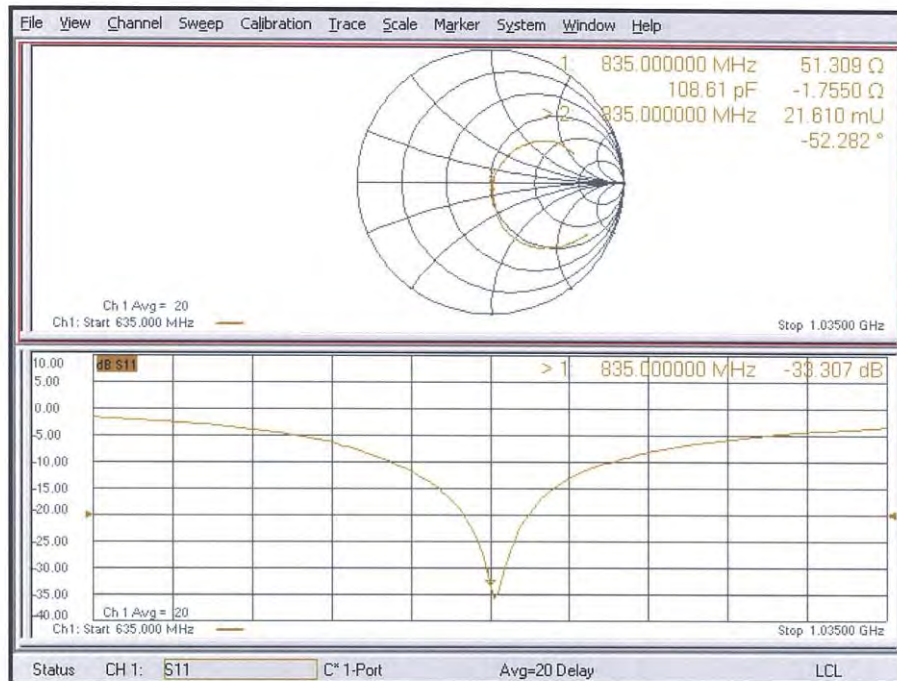 File View Channel Sweep Calibration Trace Scale Marker System Window Help
1: 835.000000 MHz 51.309 Ω
108.61 pF -1.7550 Ω
> 2: 835.000000 MHz 21.610 mU
-52.282 °
Ch 1 Avg = 20
Ch1: Start 635.000 MHz
Stop 1.03500 GHz
10.00
dB S11
> 1: 835.000000 MHz -33.307 dB
5.00
0.00
-5.00
-10.00
-15.00
-20.00
-25.00
-30.00
-35.00
-40.00
Ch 1 Avg = 20
Ch1: Start 635.000 MHz
Stop 1.03500 GHz
Status CH 1: S11 C* 1-Port Avg=20 Delay LCL